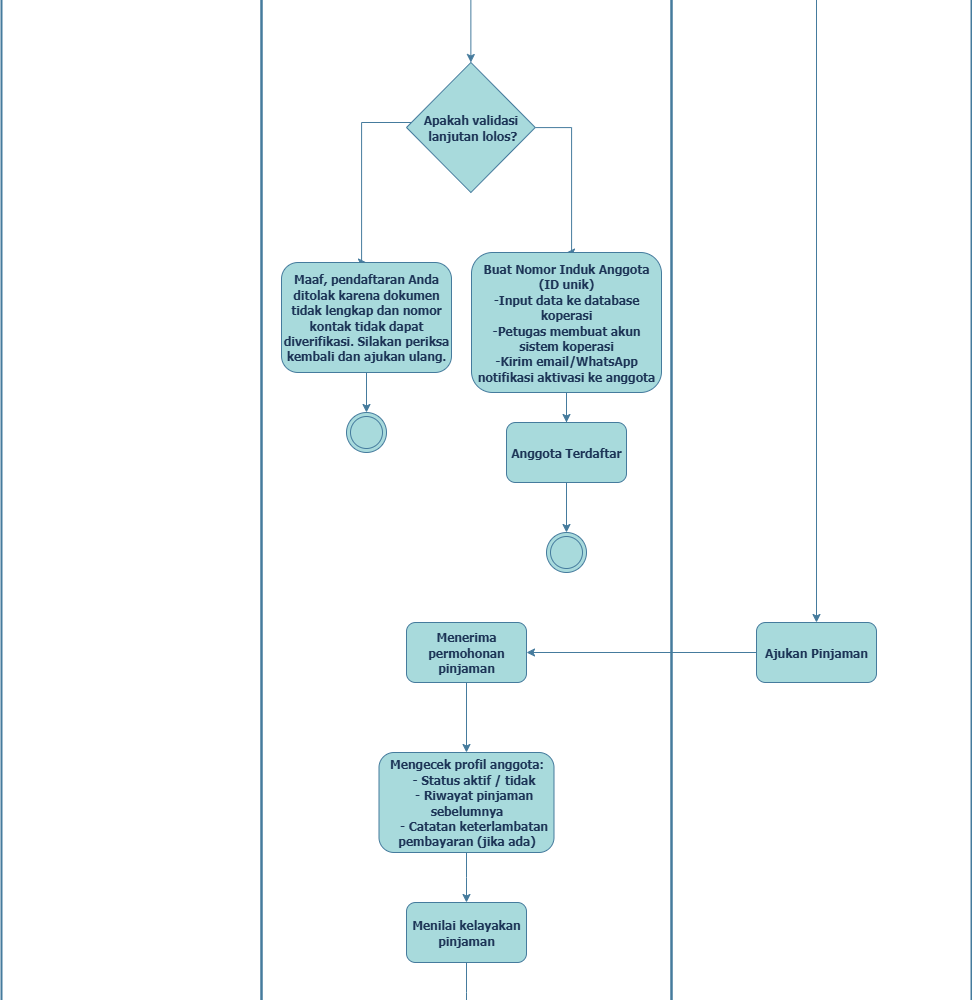 Apakah validasi
lanjutan lolos?
Maaf, pendaftaran Anda
ditolak karena dokumen
tidak lengkap dan nomor
kontak tidak dapat
diverifikasi. Silakan periksa
kembali dan ajukan ulang.
Buat Nomor Induk Anggota
(ID unik)
-Input data ke database
koperasi
-Petugas membuat akun
sistem koperasi
-Kirim email/WhatsApp
notifikasi aktivasi ke anggota
Anggota Terdaftar
Menerima
permohonan
pinjaman
Ajukan Pinjaman
Mengecek profil anggota:
- Status aktif / tidak
- Riwayat pinjaman
sebelumnya
- Catatan keterlambatan
pembayaran (jika ada)
Menilai kelayakan
pinjaman